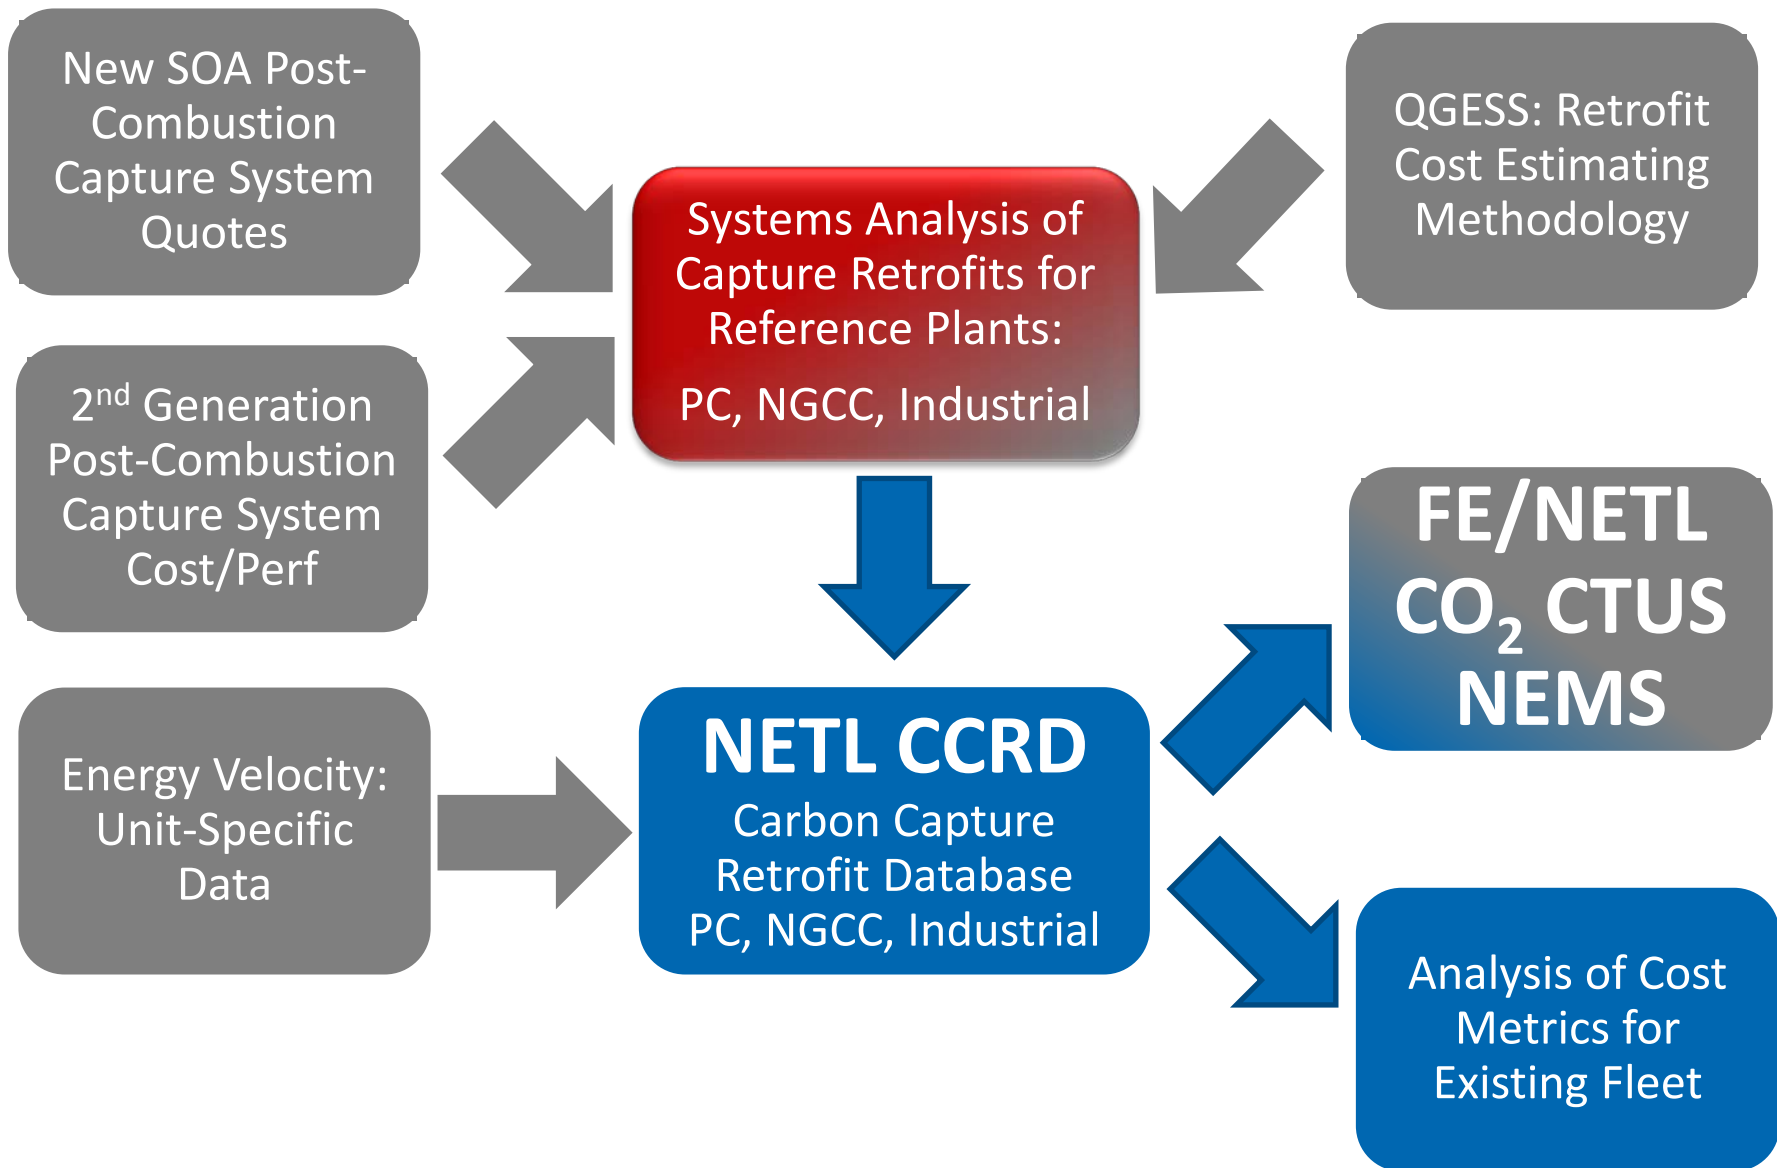 New SOA Post-
Combustion
Capture System
Quotes
QGESS: Retrofit
Cost Estimating
Methodology
Systems Analysis of
Capture Retrofits for
Reference Plants:
PC, NGCC, Industrial
2nd Generation
Post-Combustion
Capture System
Cost/Perf
FE/NETL
CO₂ CTUS
NEMS
Energy Velocity:
Unit-Specific
Data
NETL CCRD
Carbon Capture
Retrofit Database
PC, NGCC, Industrial
Analysis of Cost
Metrics for
Existing Fleet